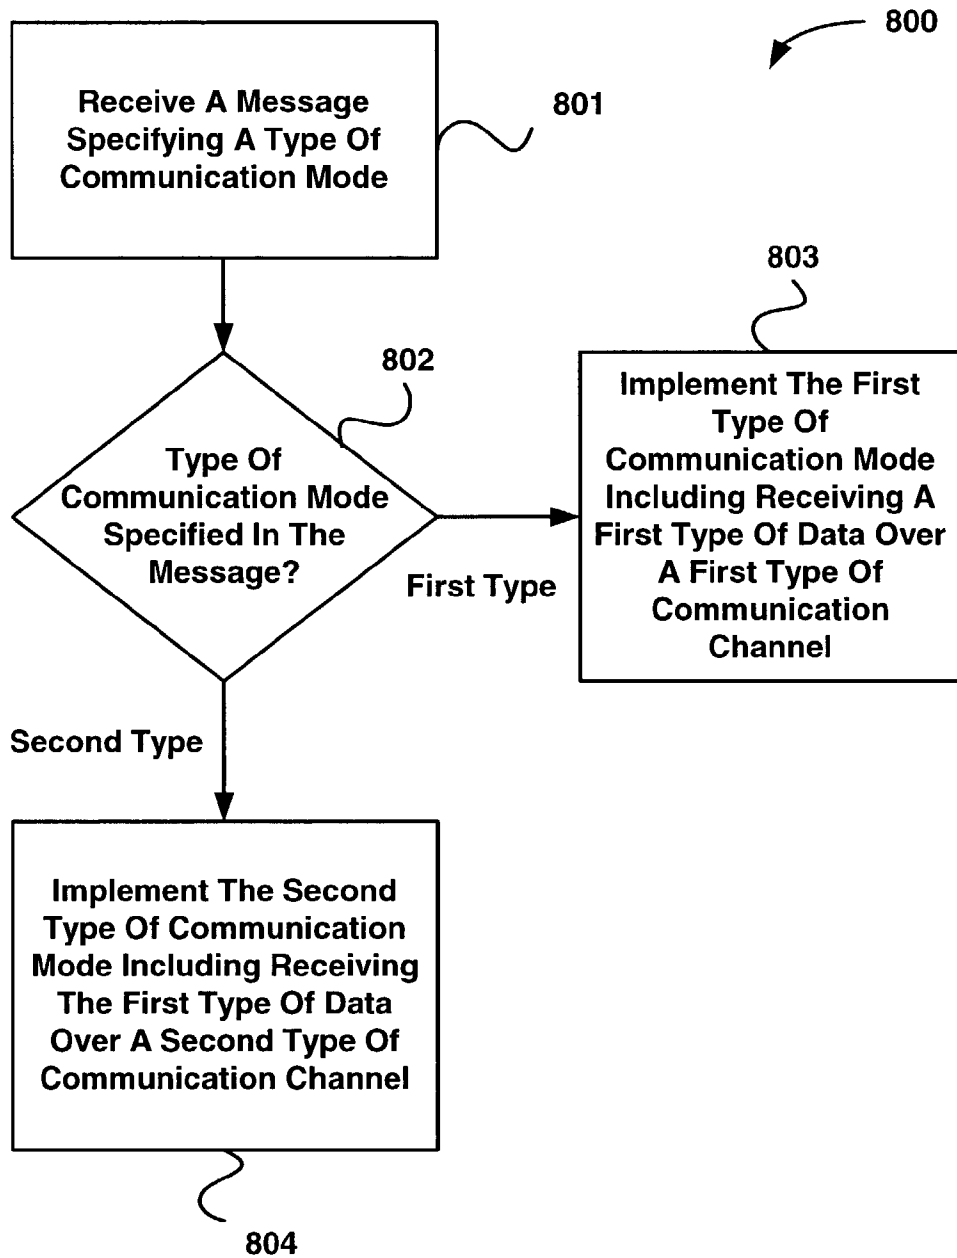 800
Receive A Message
Specifying A Type Of
Communication Mode
801
803
802
Type Of
Communication Mode
Specified In The
Message?
First Type
Implement The First
Type Of
Communication Mode
Including Receiving A
First Type Of Data Over
A First Type Of
Communication
Channel
Second Type
Implement The Second
Type Of Communication
Mode Including Receiving
The First Type Of Data
Over A Second Type Of
Communication Channel
804